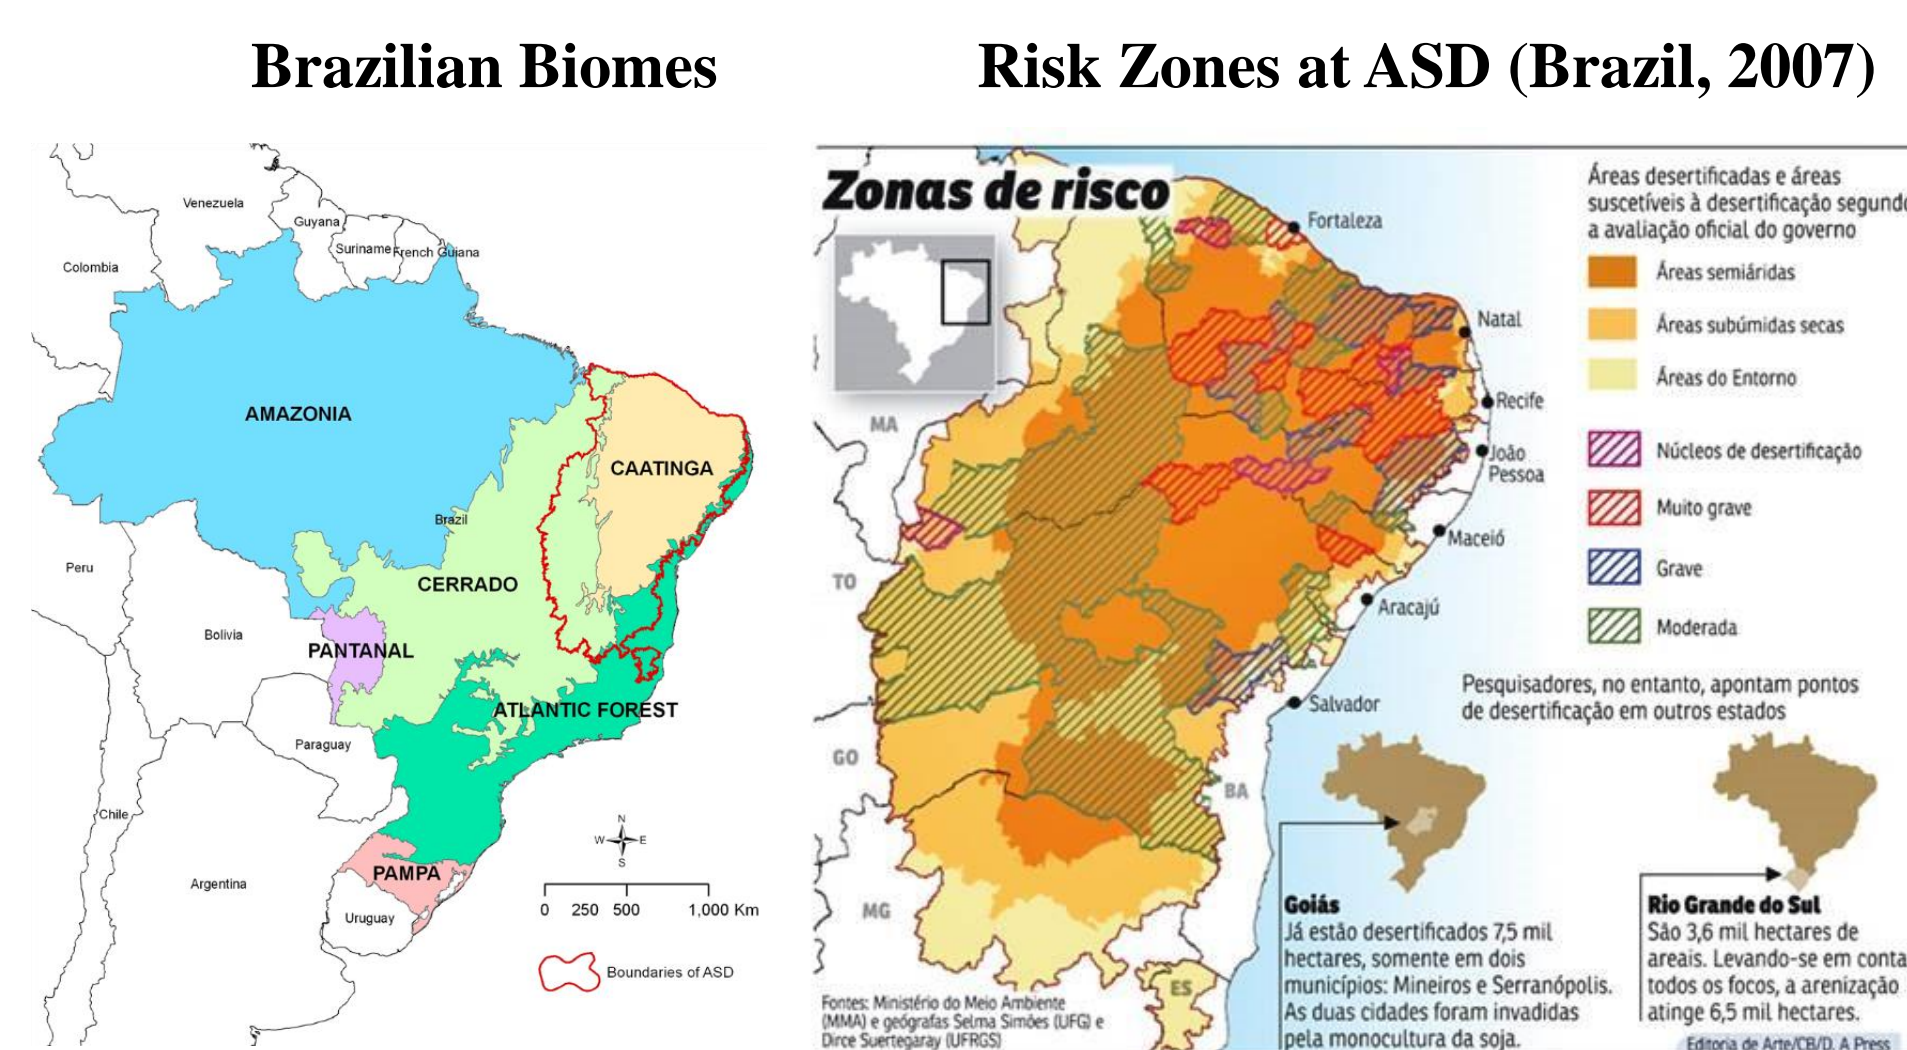 Brazilian Biomes
Risk Zones at ASD (Brazil, 2007)
Venezuela
Guyana
Suriname
French Guiana
Colombia
AMAZONIA
CAATINGA
Brazil
Peru
CERRADO
Bolivia
PANTANAL
ATLANTIC FOREST
Paraguay
Chile
PAMPA
Argentina
Uruguay
N
W
E
S
0 250 500 1,000 Km
Boundaries of ASD
Zonas de risco
Fortaleza
Natal
Recife
João
Pessoa
Maceió
Aracajú
Salvador
MA
TO
GO
BA
MG
ES
Áreas desertificadas e áreas
suscetíveis à desertificação segundo
a avaliação oficial do governo
Áreas semiáridas
Áreas subúmidas secas
Áreas do Entorno
Núcleos de desertificação
Muito grave
Grave
Moderada
Pesquisadores, no entanto, apontam pontos
de desertificação em outros estados
Goiás
Já estão desertificados 7,5 mil
hectares, somente em dois
municípios: Mineiros e Serranópolis.
As duas cidades foram invadidas
pela monocultura da soja.
Rio Grande do Sul
São 3,6 mil hectares de
areais. Levando-se em conta
todos os focos, a arenização
atinge 6,5 mil hectares.
Fontes: Ministério do Meio Ambiente
(MMA) e geógrafas Selma Simões (UFG) e
Dirce Suertegaray (UFRGS)
Editoria de Arte/CB/D. A Press